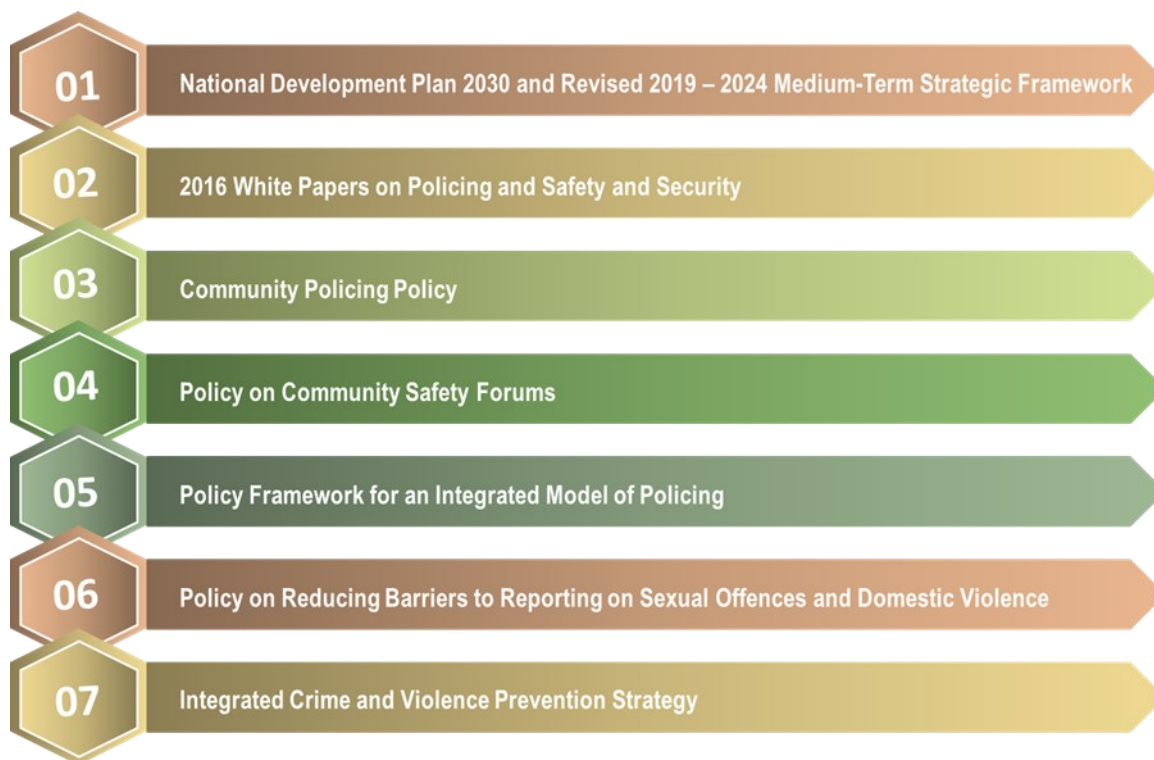 01
National Development Plan 2030 and Revised 2019 – 2024 Medium-Term Strategic Framework
02
2016 White Papers on Policing and Safety and Security
03
Community Policing Policy
04
Policy on Community Safety Forums
05
Policy Framework for an Integrated Model of Policing
06
Policy on Reducing Barriers to Reporting on Sexual Offences and Domestic Violence
07
Integrated Crime and Violence Prevention Strategy